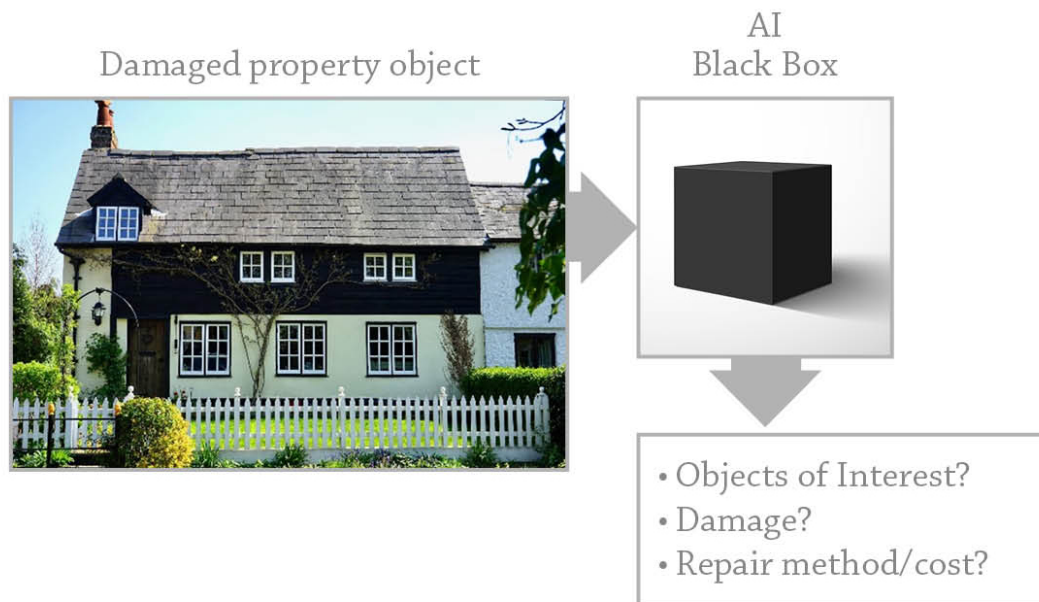 Damaged property object
AI
Black Box
• Objects of Interest?
• Damage?
• Repair method/cost?